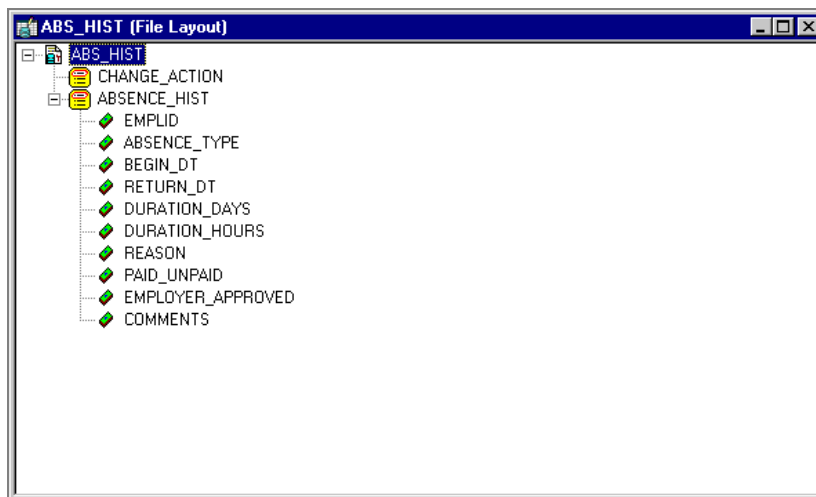 ABS_HIST (File Layout)
ABS_HIST
CHANGE_ACTION
ABSENCE_HIST
EMPLID
ABSENCE_TYPE
BEGIN_DT
RETURN_DT
DURATION_DAYS
DURATION_HOURS
REASON
PAID_UNPAID
EMPLOYER_APPROVED
COMMENTS